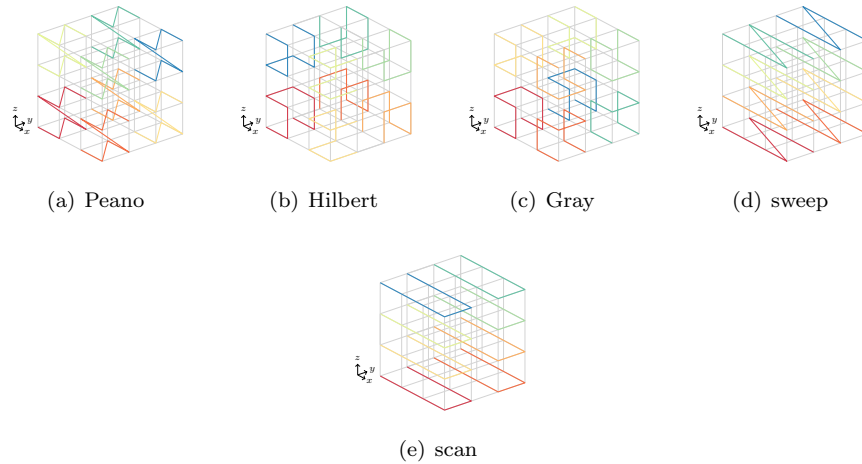 z y x
z y x
z y x
z y x
(a) Peano
(b) Hilbert
(c) Gray
(d) sweep
z y x
(e) scan